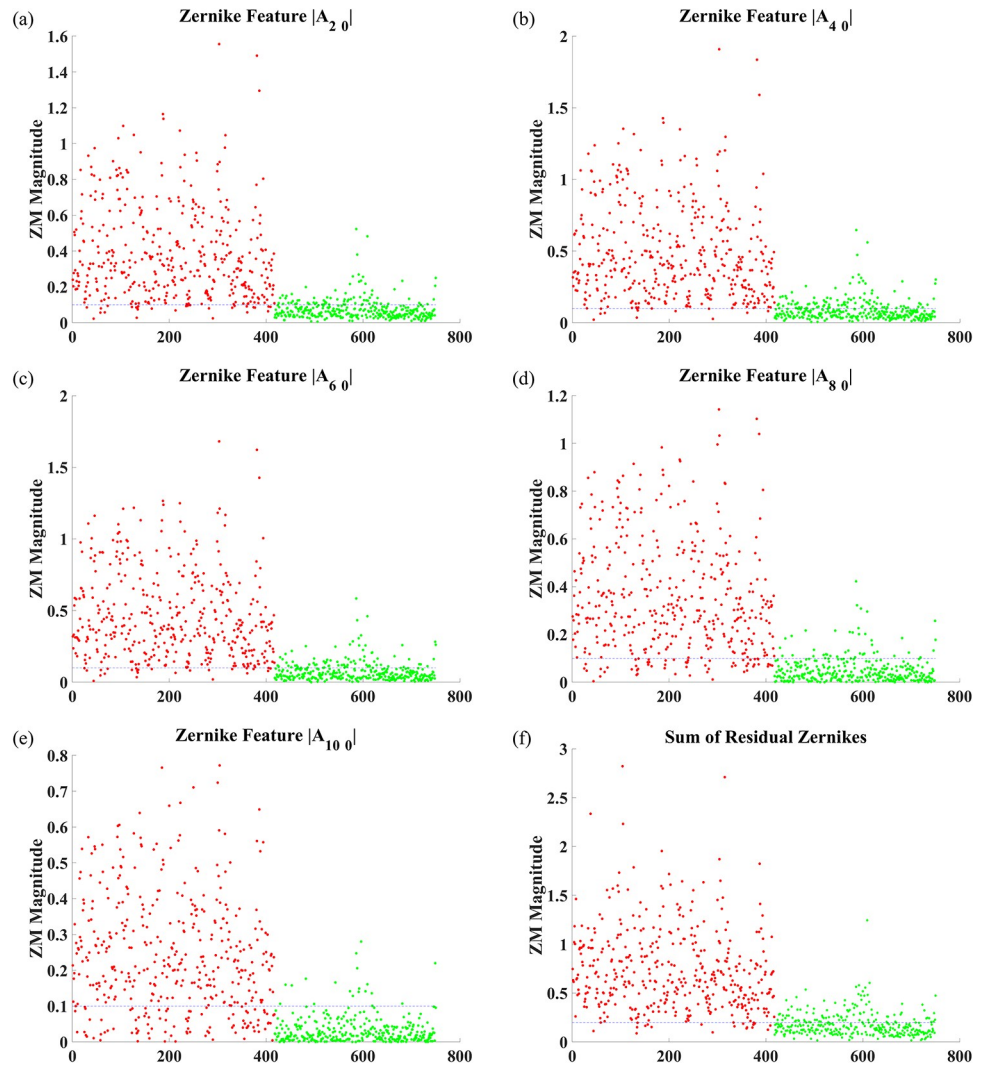 (a)
Zernike Feature |A2 0|
ZM Magnitude
1.6
1.4
1.2
1
0.8
0.6
0.4
0.2
0
0 200 400 600 800
(b)
Zernike Feature |A4 0|
ZM Magnitude
2
1.5
1
0.5
0
0 200 400 600 800
(c)
Zernike Feature |A6 0|
ZM Magnitude
2
1.5
1
0.5
0
0 200 400 600 800
(d)
Zernike Feature |A8 0|
ZM Magnitude
1.2
1
0.8
0.6
0.4
0.2
0
0 200 400 600 800
(e)
Zernike Feature |A10 0|
ZM Magnitude
0.8
0.7
0.6
0.5
0.4
0.3
0.2
0.1
0
0 200 400 600 800
(f)
Sum of Residual Zernikes
ZM Magnitude
3
2.5
2
1.5
1
0.5
0
0 200 400 600 800